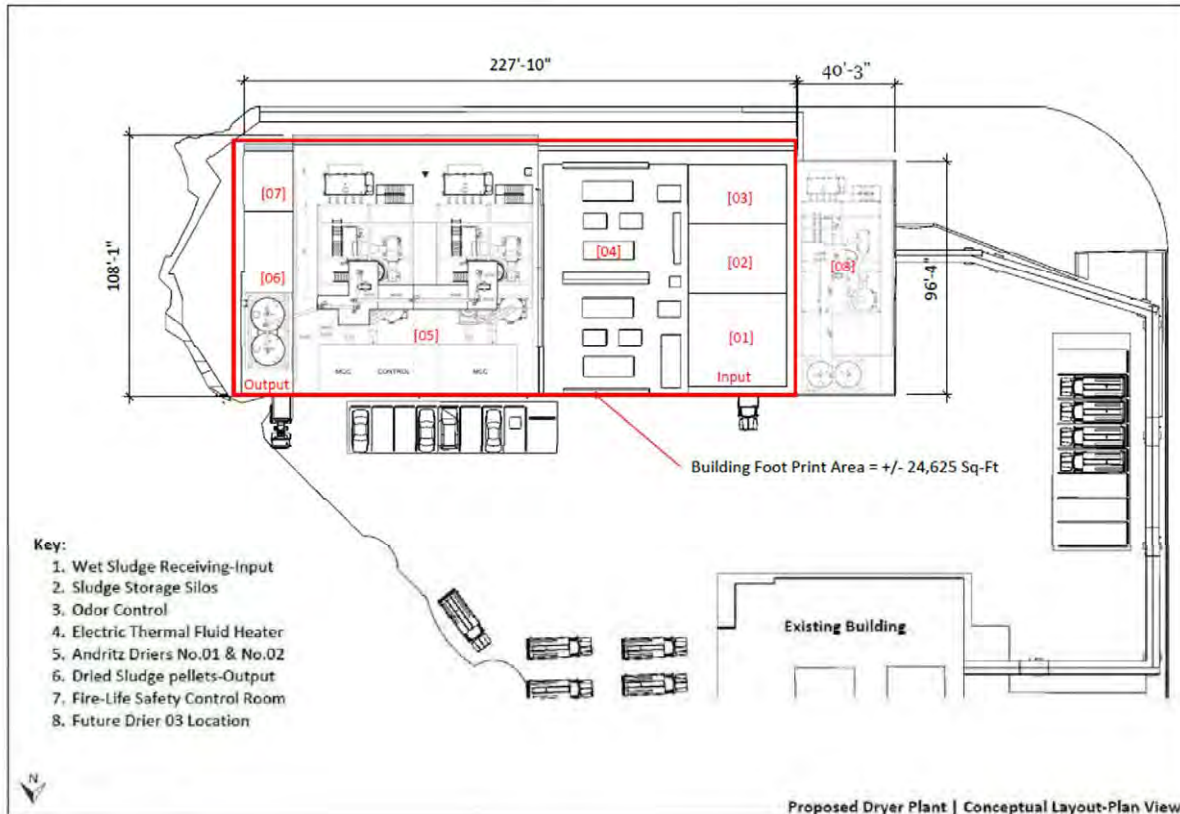 227'-10"
40'-3"
108'-1"
96'-4"
[07]
[03]
[06]
[04]
[02]
[08]
[05]
[01]
MCC
CONTROL
MCC
Output
Input
Building Foot Print Area = +/- 24,625 Sq-Ft
Key:
1. Wet Sludge Receiving-Input
2. Sludge Storage Silos
3. Odor Control
4. Electric Thermal Fluid Heater
5. Andritz Driers No.01 & No.02
6. Dried Sludge pellets-Output
7. Fire-Life Safety Control Room
8. Future Drier 03 Location
Existing Building
N
Proposed Dryer Plant | Conceptual Layout-Plan View